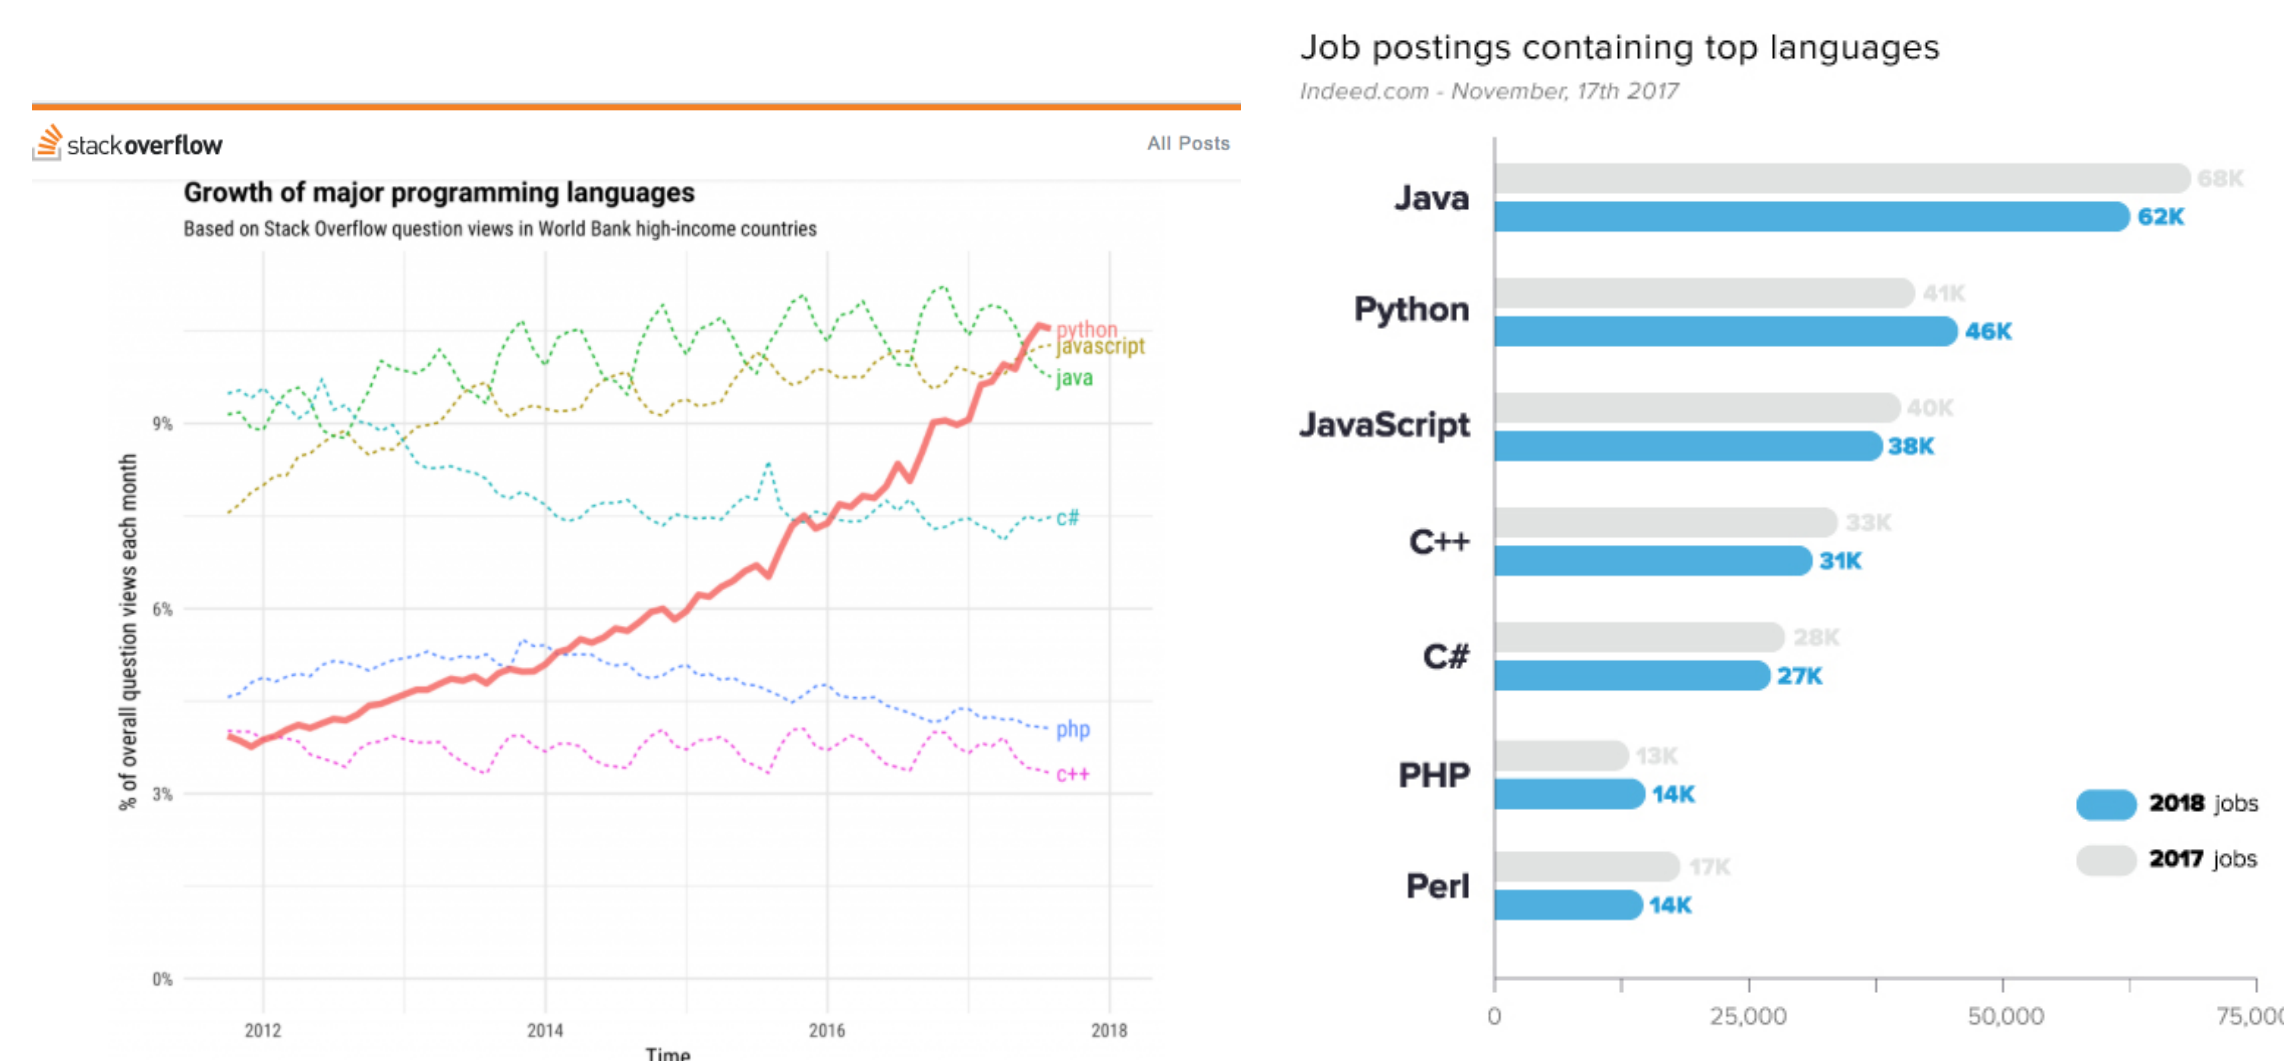 stackoverflow
All Posts
Growth of major programming languages
Based on Stack Overflow question views in World Bank high-income countries
% of overall question views each month
9%
6%
3%
0%
python
javascript
java
c#
php
c++
2012
2014
2016
2018
Time
Job postings containing top languages
Indeed.com - November, 17th 2017
Java
68K
62K
Python
41K
46K
JavaScript
40K
38K
C++
33K
31K
C#
28K
27K
PHP
13K
14K
Perl
17K
14K
2018 jobs
2017 jobs
0
25,000
50,000